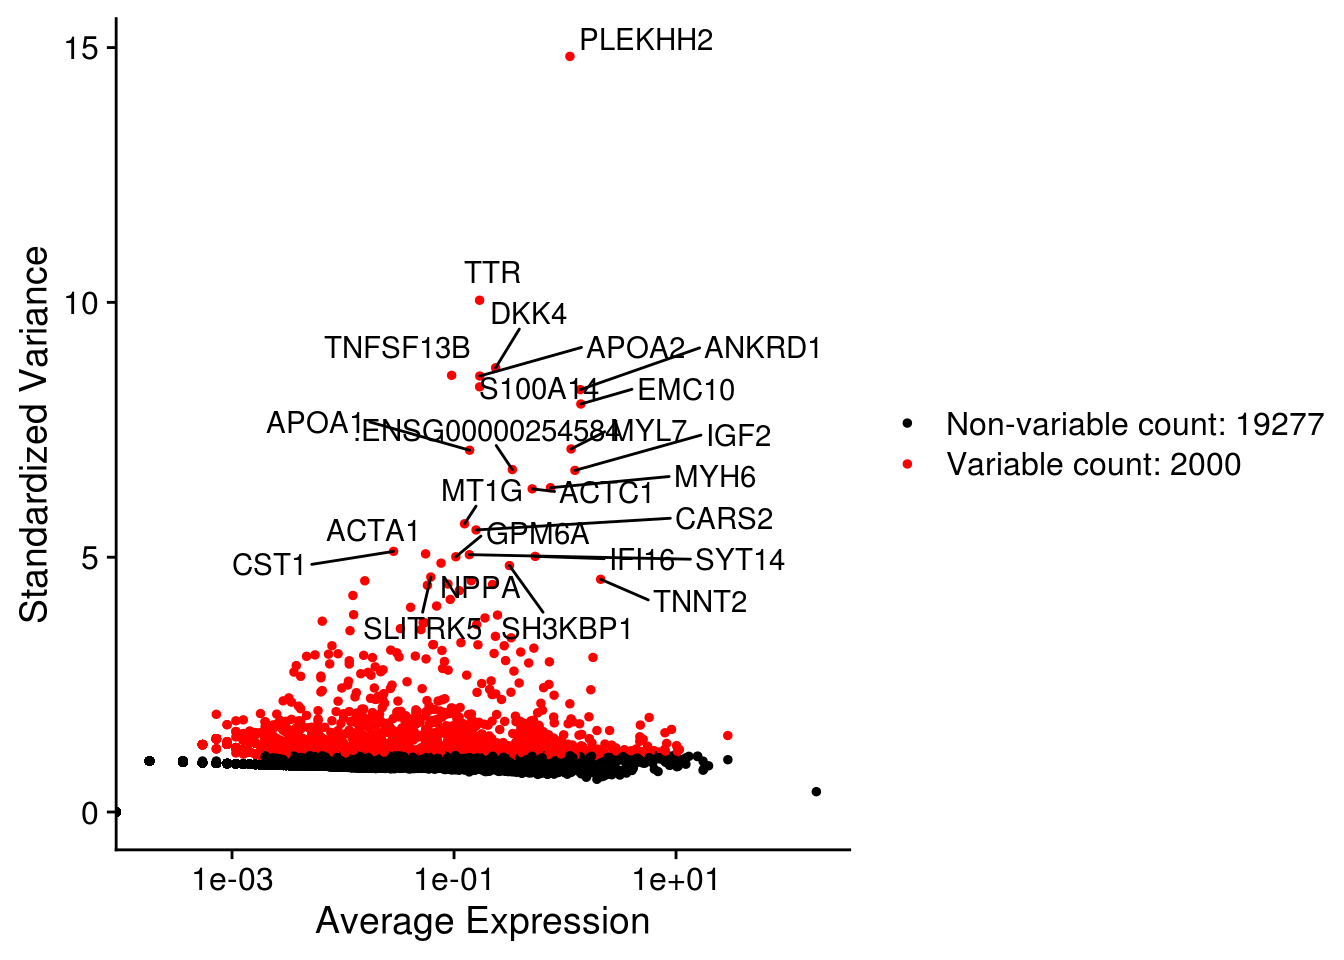 PLEKHH2
15
TTR
10
DKK4
TNFSF13B
APOA2
ANKRD1
S100A14
EMC10
APOA1
.ENSG00000254584
MYL7
IGF2
MYH6
MT1G
ACTC1
CARS2
ACTA1
GPM6A
5
CST1
IFI16
SYT14
NPPA
TNNT2
SLITRK5
SH3KBP1
0
Standardized Variance
1e-03
1e-01
1e+01
Average Expression
Non-variable count: 19277
Variable count: 2000